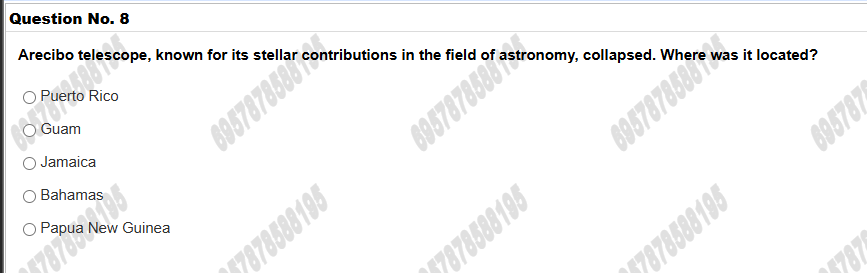 Question No. 8
Arecibo telescope, known for its stellar contributions in the field of astronomy, collapsed. Where was it located?
Puerto Rico
Guam
Jamaica
Bahamas
Papua New Guinea